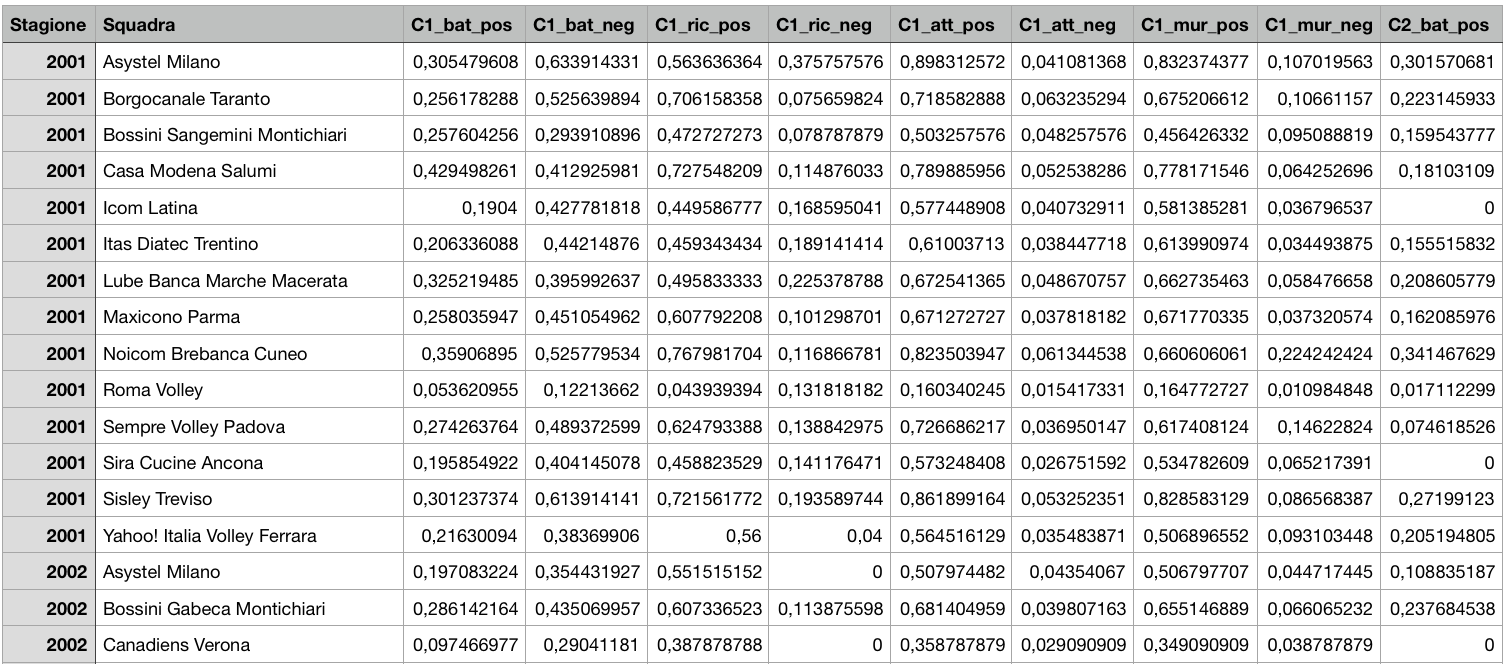 Stagione Squadra C1_bat_pos C1_bat_neg C1_ric_pos C1_ric_neg C1_att_pos C1_att_neg C1_mur_pos C1_mur_neg C2_bat_pos
2001 Asystel Milano 0,305479608 0,633914331 0,563636364 0,375757576 0,898312572 0,041081368 0,832374377 0,107019563 0,301570681
2001 Borgocanale Taranto 0,256178288 0,525639894 0,706158358 0,075659824 0,718582888 0,063235294 0,675206612 0,10661157 0,223145933
2001 Bossini Sangemini Montichiari 0,257604256 0,293910896 0,472727273 0,078787879 0,503257576 0,048257576 0,456426332 0,095088819 0,159543777
2001 Casa Modena Salumi 0,429498261 0,412925981 0,727548209 0,114876033 0,789885956 0,052538286 0,778171546 0,064252696 0,18103109
2001 Icom Latina 0,1904 0,427781818 0,449586777 0,168595041 0,577448908 0,040732911 0,581385281 0,036796537 0
2001 Itas Diatec Trentino 0,206336088 0,44214876 0,459343434 0,189141414 0,61003713 0,038447718 0,613990974 0,034493875 0,155515832
2001 Lube Banca Marche Macerata 0,325219485 0,395992637 0,495833333 0,225378788 0,672541365 0,048670757 0,662735463 0,058476658 0,208605779
2001 Maxicono Parma 0,258035947 0,451054962 0,607792208 0,101298701 0,671272727 0,037818182 0,671770335 0,037320574 0,162085976
2001 Noicom Brebanca Cuneo 0,35906895 0,525779534 0,767981704 0,116866781 0,823503947 0,061344538 0,660606061 0,224242424 0,341467629
2001 Roma Volley 0,053620955 0,12213662 0,043939394 0,131818182 0,160340245 0,015417331 0,164772727 0,010984848 0,017112299
2001 Sempre Volley Padova 0,274263764 0,489372599 0,624793388 0,138842975 0,726686217 0,036950147 0,617408124 0,14622824 0,074618526
2001 Sira Cucine Ancona 0,195854922 0,404145078 0,458823529 0,141176471 0,573248408 0,026751592 0,534782609 0,065217391 0
2001 Sisley Treviso 0,301237374 0,613914141 0,721561772 0,193589744 0,861899164 0,053252351 0,828583129 0,086568387 0,27199123
2001 Yahoo! Italia Volley Ferrara 0,21630094 0,38369906 0,56 0,04 0,564516129 0,035483871 0,506896552 0,093103448 0,205194805
2002 Asystel Milano 0,197083224 0,354431927 0,551515152 0 0,507974482 0,04354067 0,506797707 0,044717445 0,108835187
2002 Bossini Gabeca Montichiari 0,286142164 0,435069957 0,607336523 0,113875598 0,681404959 0,039807163 0,655146889 0,066065232 0,237684538
2002 Canadiens Verona 0,097466977 0,29041181 0,387878788 0 0,358787879 0,029090909 0,349090909 0,038787879 0